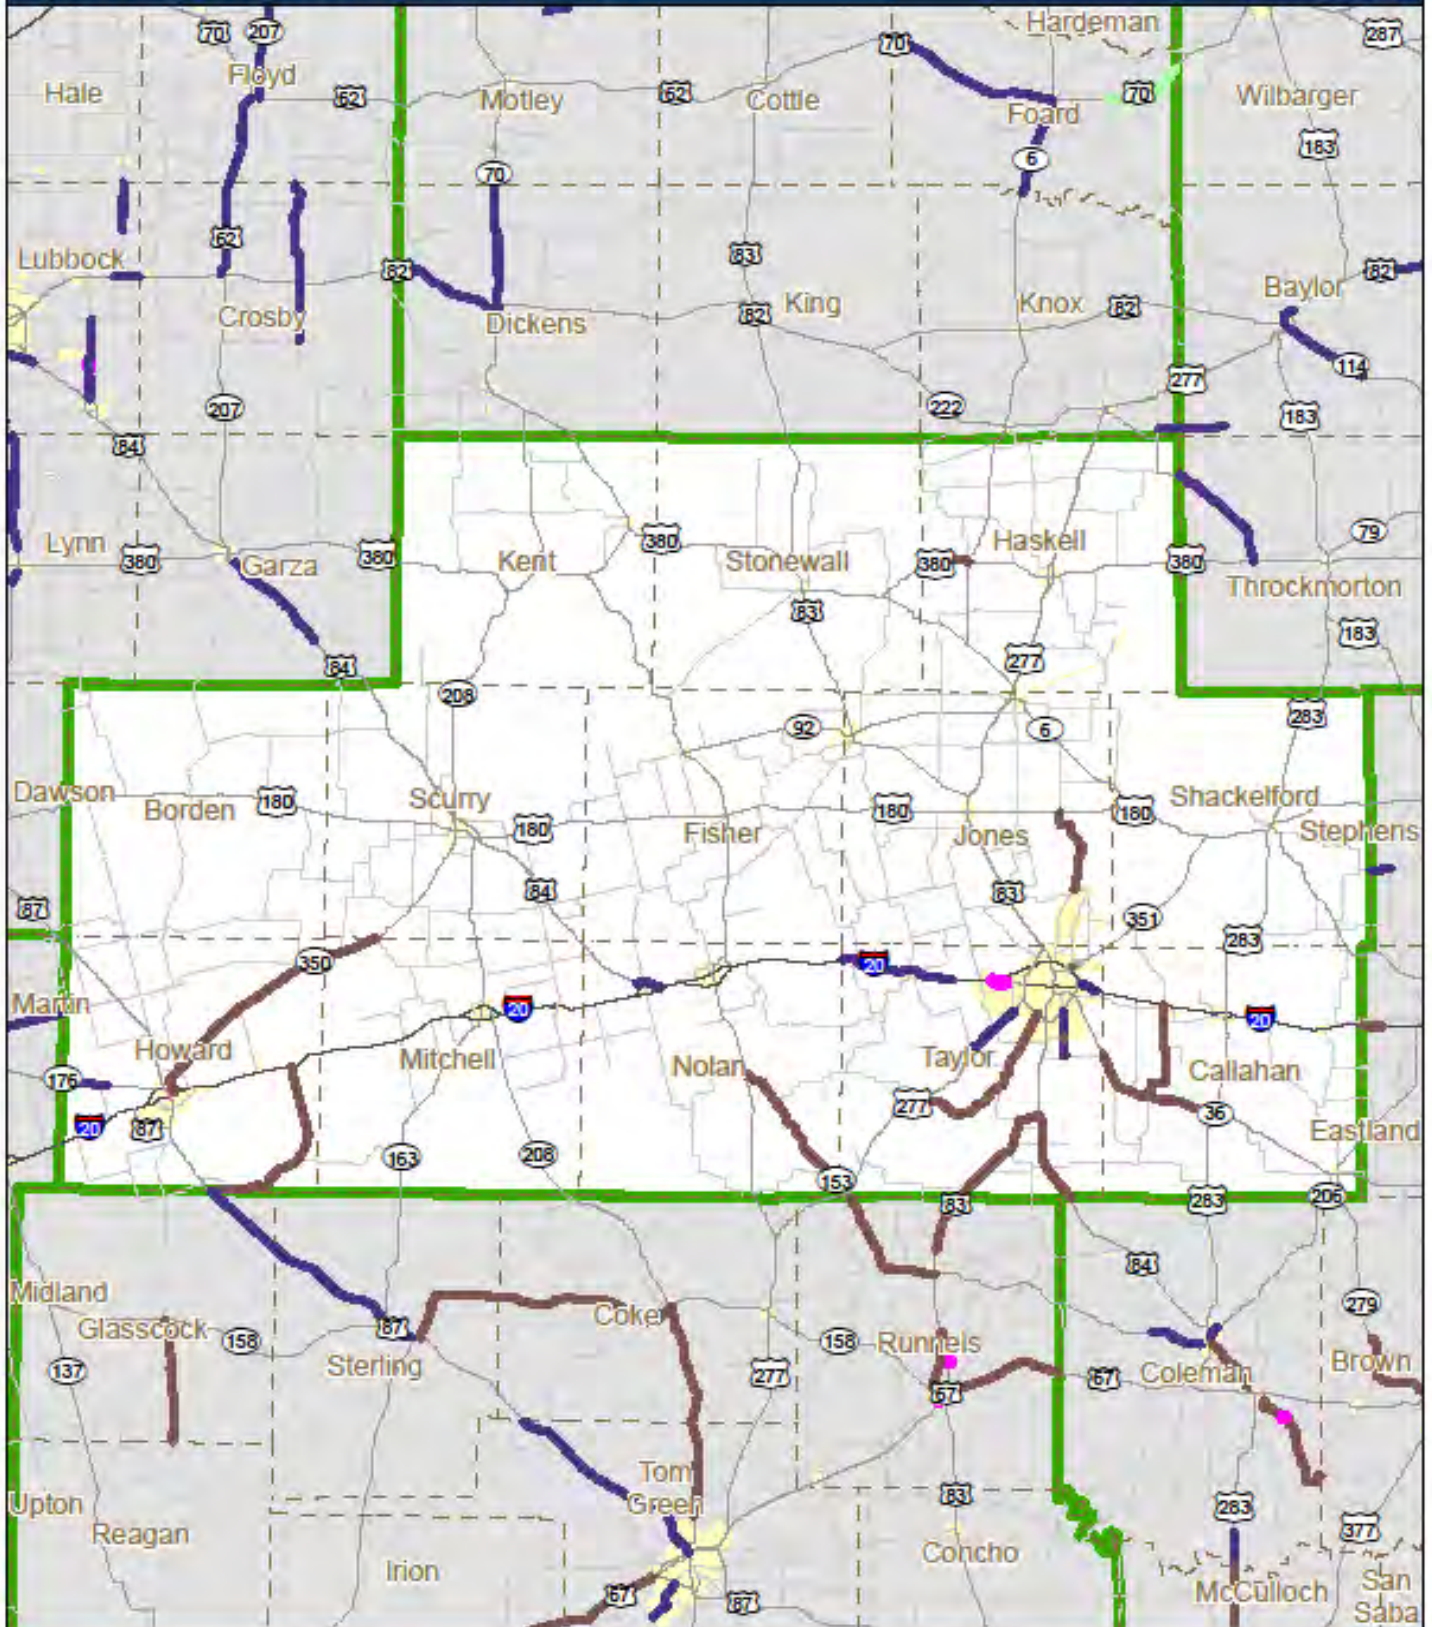 Hardeman
70
207
287
70
Floyd
Hale
62
Motley
62
Cottle
70
Wilbarger
Foard
183
6
70
62
Lubbock
82
83
82
Baylor
Crosby
Dickens
82
King
Knox
82
114
277
207
222
183
84
Lynn
380
Garza
380
Kent
380
Stonewall
380
Haskell
380
79
Throckmorton
83
183
84
277
208
283
92
6
Dawson
Borden
180
Scurry
180
Fisher
180
Jones
180
Shackelford
Stephens
84
83
87
351
283
350
20
Martin
20
20
Howard
Mitchell
Nolan
Taylor
Callahan
176
277
20
87
36
Eastland
163
208
153
83
283
206
84
Midland
279
Glasscock
158
87
Coke
158
Runnels
Sterling
137
277
67
67
Coleman
Brown
Tom
Green
Upton
83
283
377
Reagan
Irion
Concho
67
87
McCulloch
San
Saba